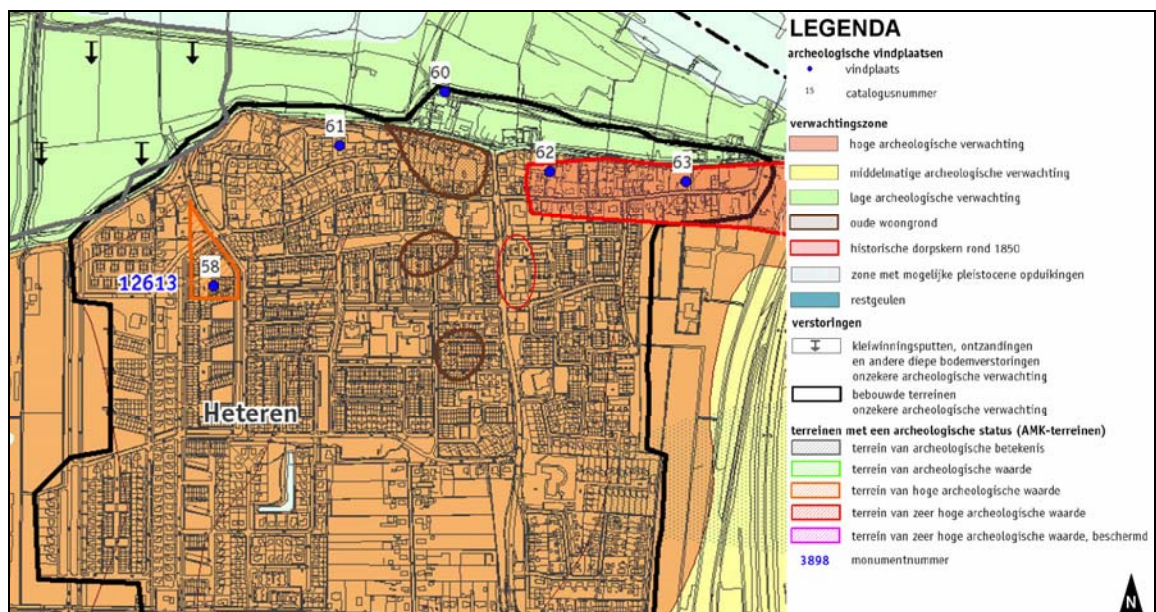 60
61
62
63
58
12613
Heteren
LEGENDA
archeologische vindplaatsen
vindplaats
15 catalogusnummer
verwachtingszone
hoge archeologische verwachting
middelmatige archeologische verwachting
lage archeologische verwachting
oude woongrond
historische dorpskern rond 1850
zone met mogelijke pleistocene opduikingen
restgeulen
verstoringen
kleiwinningsputten, ontzandingen
en andere diepe bodemverstoringen
onzekere archeologische verwachting
bebouwde terreinen
onzekere archeologische verwachting
terreinen met een archeologische status (AMK-terreinen)
terrein van archeologische betekenis
terrein van archeologische waarde
terrein van hoge archeologische waarde
terrein van zeer hoge archeologische waarde
terrein van zeer hoge archeologische waarde, beschermd
3898 monumentnummer
N